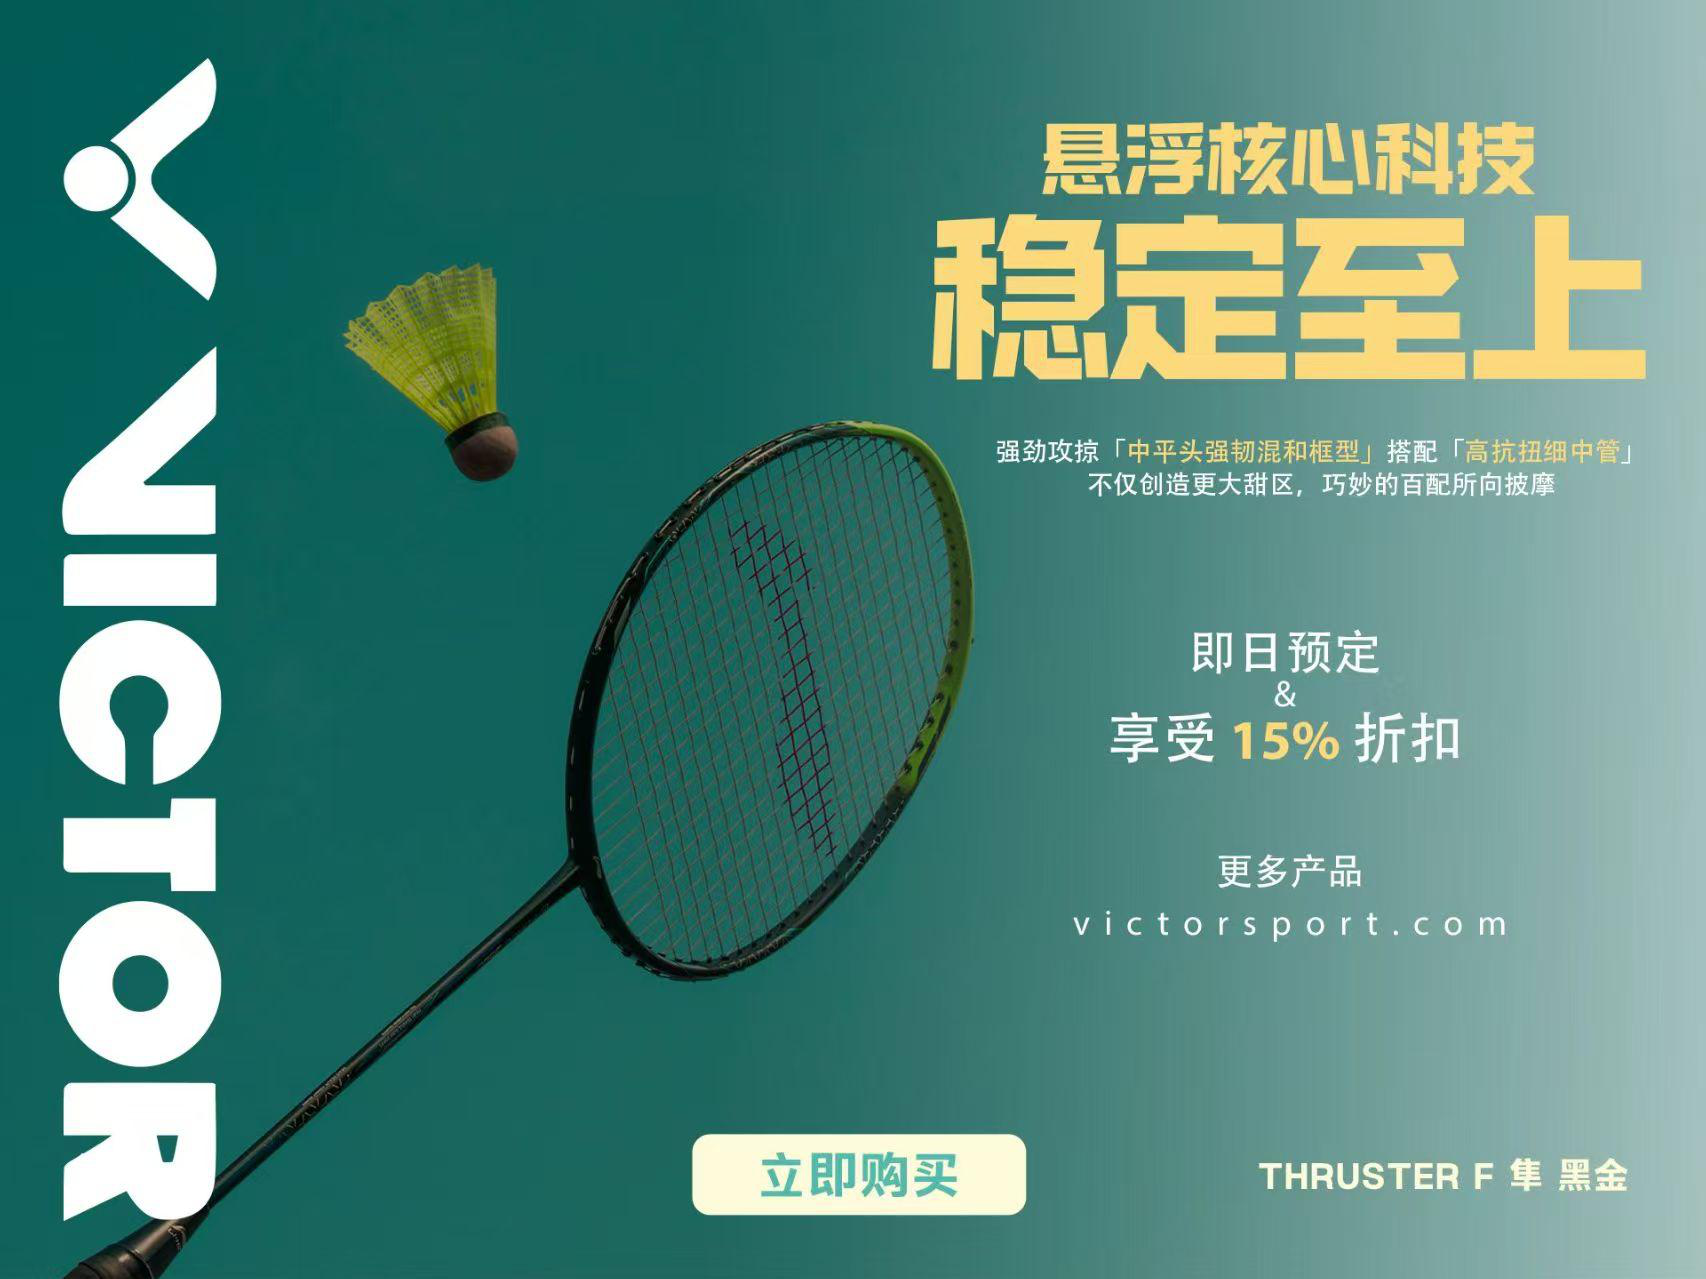 VICTOR
悬浮核心科技
稳定至上
强劲攻掠「中平头强韧混和框型」搭配「高抗扭细中管」
不仅创造更大甜区，巧妙的百配所向披摩
即日预定
&
享受 15% 折扣
更多产品
victorsport.com
立即购买
THRUSTER F 隼 黑金